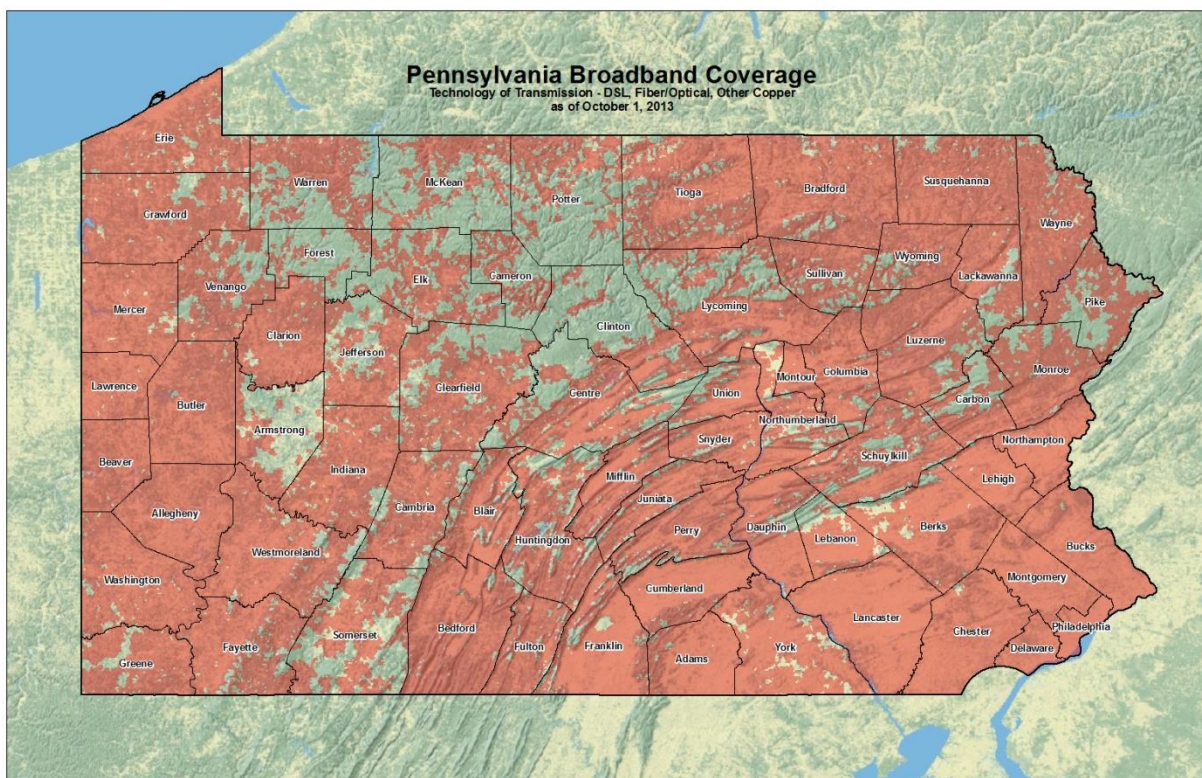 Pennsylvania Broadband Coverage
Technology of Transmission - DSL, Fiber/Optical, Other Copper
as of October 1, 2013
Erie
Warren
McKean
Potter
Tioga
Bradford
Susquehanna
Wayne
Crawford
Forest
Elk
Cameron
Sullivan
Wyoming
Lackawanna
Pike
Venango
Mercer
Clarion
Jefferson
Clinton
Lycoming
Luzerne
Monroe
Lawrence
Butler
Armstrong
Clearfield
Centre
Union
Montour
Columbia
Carbon
Northumberland
Northampton
Beaver
Indiana
Snyder
Schuylkill
Lehigh
Mifflin
Allegheny
Cambria
Blair
Juniata
Huntingdon
Perry
Dauphin
Lebanon
Berks
Bucks
Westmoreland
Washington
Cumberland
Montgomery
Lancaster
Philadelphia
Greene
Fayette
Somerset
Bedford
Fulton
Franklin
Adams
York
Chester
Delaware